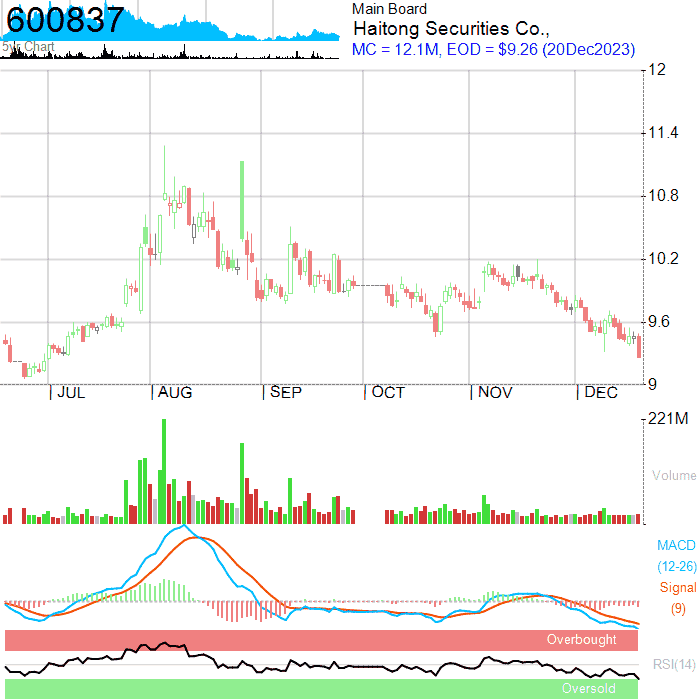 600837
5yr Chart
Main Board
Haitong Securities Co.,
MC = 12.1M, EOD = $9.26 (20Dec2023)
12
11.4
10.8
10.2
9.6
9
JUL
AUG
SEP
OCT
NOV
DEC
221M
Volume
MACD
(12-26)
Signal
(9)
Overbought
RSI(14)
Oversold